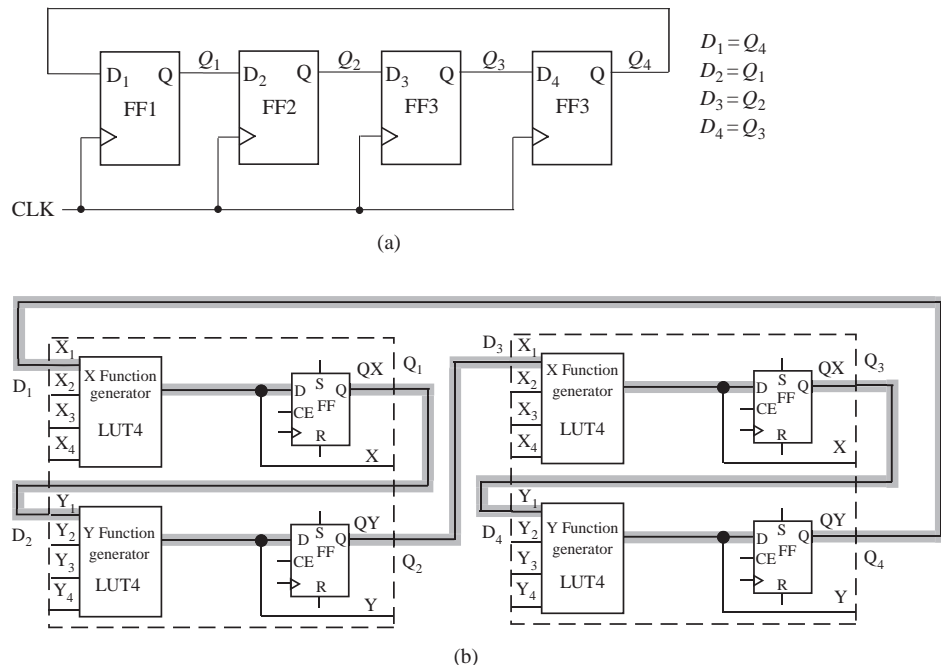 D₁ Q Q₁ D₂ Q Q₂ D₃ Q Q₃ D₄ Q Q₄
FF1 FF2 FF3 FF3
D₁ = Q₄
D₂ = Q₁
D₃ = Q₂
D₄ = Q₃
CLK
(a)
D₁
X₁
X₂
X₃
X₄
X Function
generator
LUT4
S
D Q
FF
CE
R
QX
Q₁
X
D₂
Y₁
Y₂
Y₃
Y₄
Y Function
generator
LUT4
S
D Q
FF
CE
R
QY
Q₂
Y
D₃
X₁
X₂
X₃
X₄
X Function
generator
LUT4
S
D Q
FF
CE
R
QX
Q₃
X
D₄
Y₁
Y₂
Y₃
Y₄
Y Function
generator
LUT4
S
D Q
FF
CE
R
QY
Q₄
Y
(b)